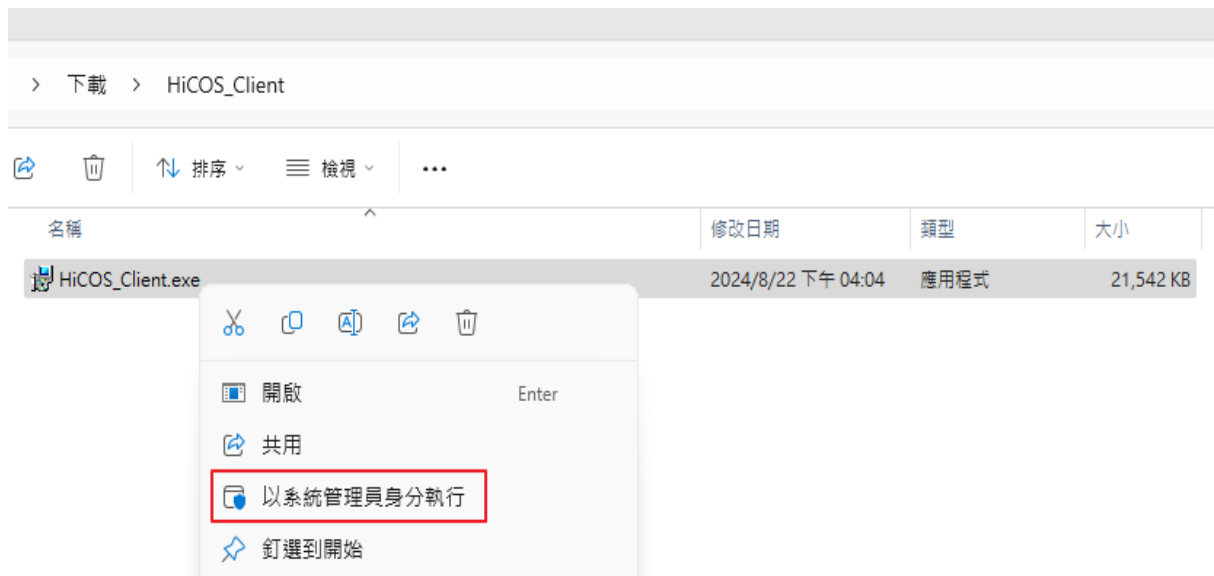 > 下載 > HiCOS_Client
排序 檢視 ...
名稱 修改日期 類型 大小
HiCOS_Client.exe 2024/8/22 下午 04:04 應用程式 21,542 KB
開啟 Enter
共用
以系統管理員身分執行
釘選到開始